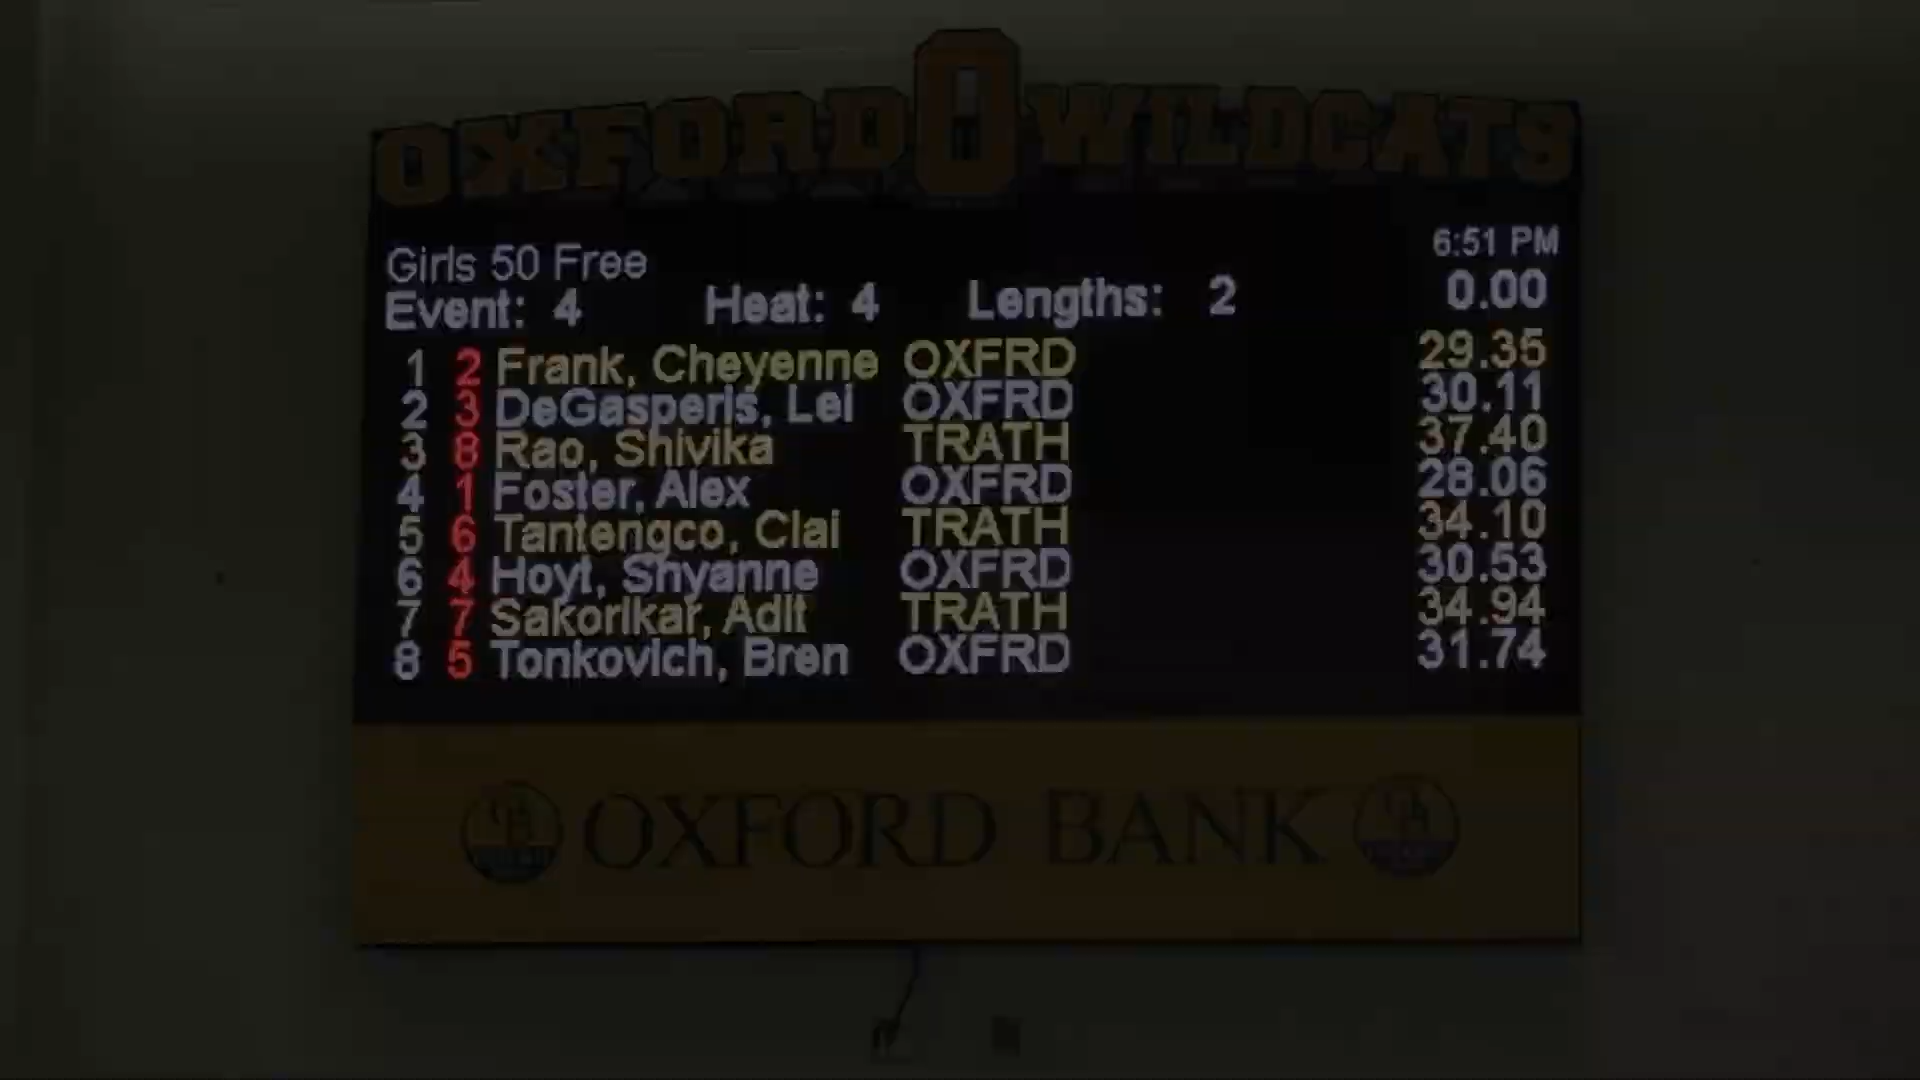 OXFORD O WILDCATS
6:51 PM
Girls 50 Free
0.00
Event: 4 Heat: 4 Lengths: 2
1 2 Frank, Cheyenne OXFRD 29.35
2 3 DeGasperis, Lei OXFRD 30.11
3 8 Rao, Shivika TRATH 37.40
4 1 Foster, Alex OXFRD 28.06
5 6 Tantengco, Clai TRATH 34.10
6 4 Hoyt, Shyanne OXFRD 30.53
7 7 Sakorikar, Adit TRATH 34.94
8 5 Tonkovich, Bren OXFRD 31.74
OXFORD BANK